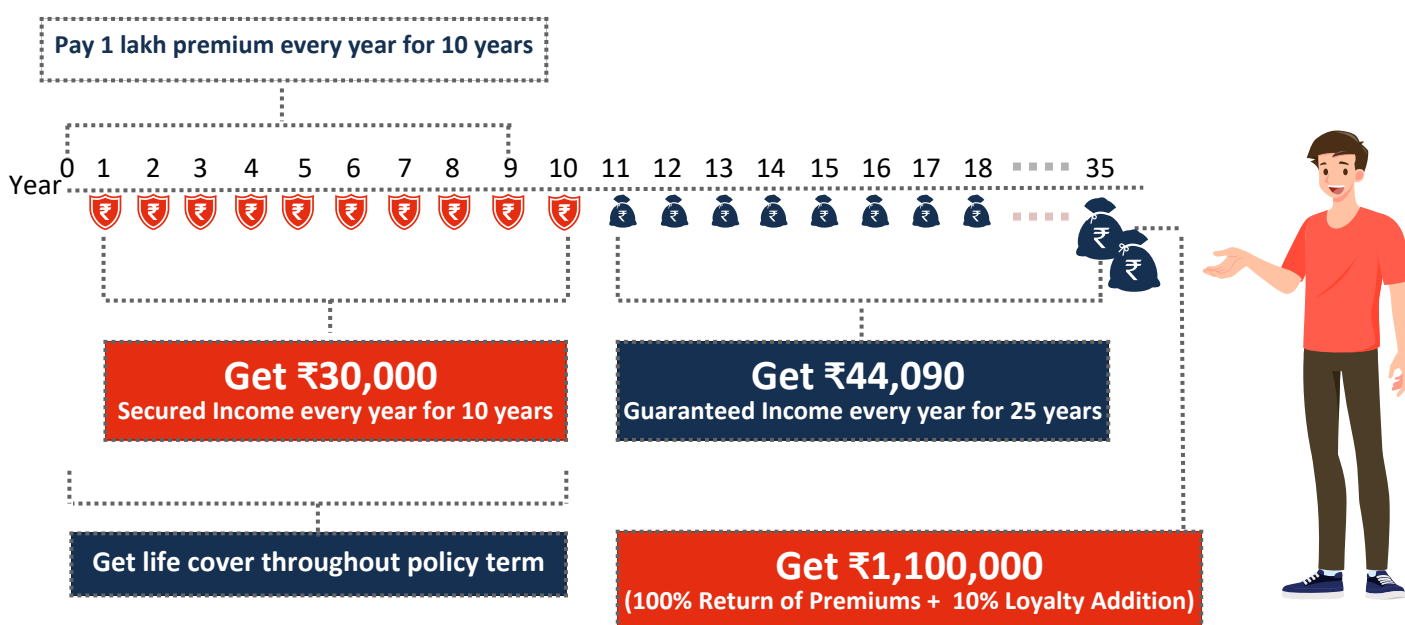 Pay 1 lakh premium every year for 10 years
Year 0 1 2 3 4 5 6 7 8 9 10 11 12 13 14 15 16 17 18 35
₹ ₹ ₹ ₹ ₹ ₹ ₹ ₹ ₹ ₹ ₹ ₹ ₹ ₹ ₹ ₹ ₹ ₹ ₹ ₹
Get ₹30,000
Secured Income every year for 10 years
Get ₹44,090
Guaranteed Income every year for 25 years
Get life cover throughout policy term
Get ₹1,100,000
(100% Return of Premiums + 10% Loyalty Addition)